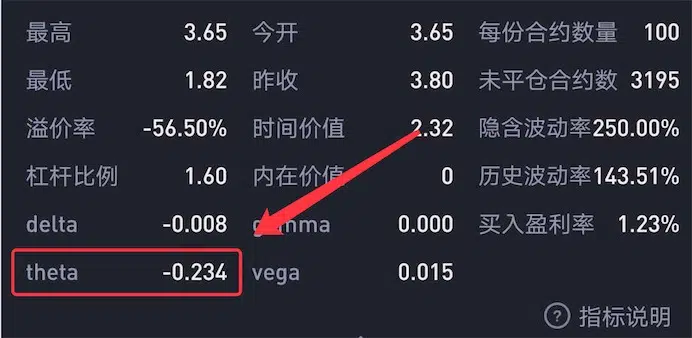 最高 3.65 今开 3.65 每份合约数量 100
最低 1.82 昨收 3.80 未平仓合约数 3195
溢价率 -56.50% 时间价值 2.32 隐含波动率 250.00%
杠杆比例 1.60 内在价值 0 历史波动率 143.51%
delta -0.008 gamma 0.000 买入盈利率 1.23%
theta -0.234 vega 0.015
? 指标说明